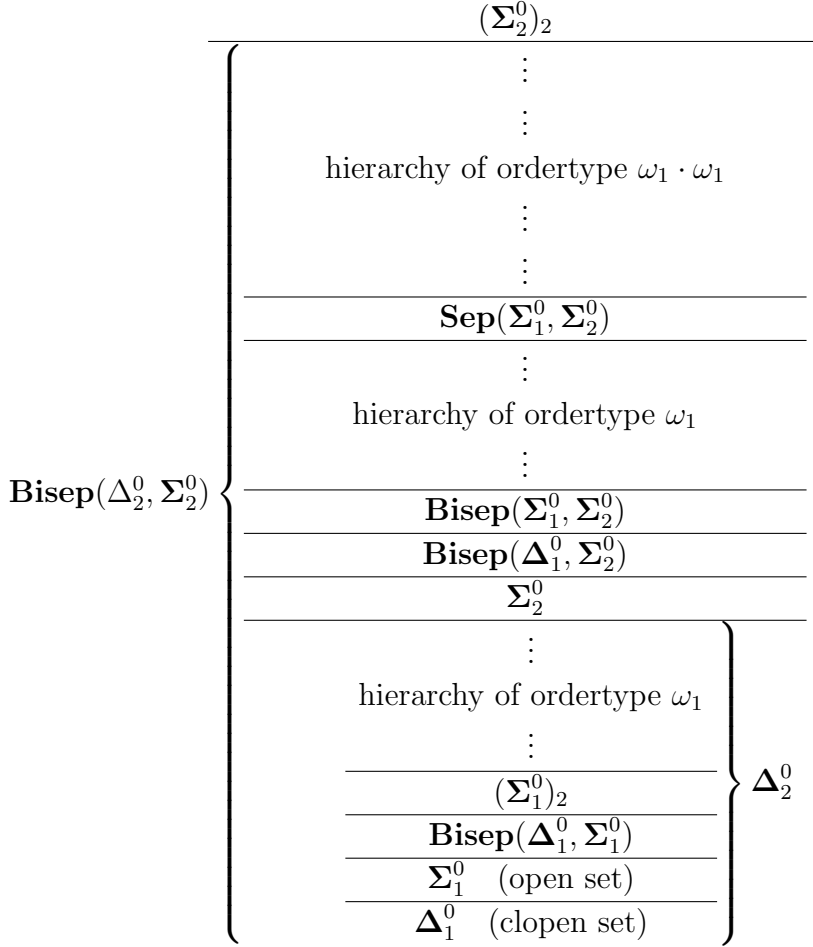 (𝚺⁰₂)₂
⋮
⋮
hierarchy of ordertype ω₁ · ω₁
⋮
⋮
𝐒𝐞𝐩(𝚺⁰₁, 𝚺⁰₂)
⋮
hierarchy of ordertype ω₁
⋮
𝐁𝐢𝐬𝐞𝐩(Δ⁰₂, 𝚺⁰₂)
𝐁𝐢𝐬𝐞𝐩(𝚺⁰₁, 𝚺⁰₂)
𝐁𝐢𝐬𝐞𝐩(𝚫⁰₁, 𝚺⁰₂)
𝚺⁰₂
⋮
hierarchy of ordertype ω₁
⋮
𝚫⁰₂
(𝚺⁰₁)₂
𝐁𝐢𝐬𝐞𝐩(𝚫⁰₁, 𝚺⁰₁)
𝚺⁰₁ (open set)
𝚫⁰₁ (clopen set)